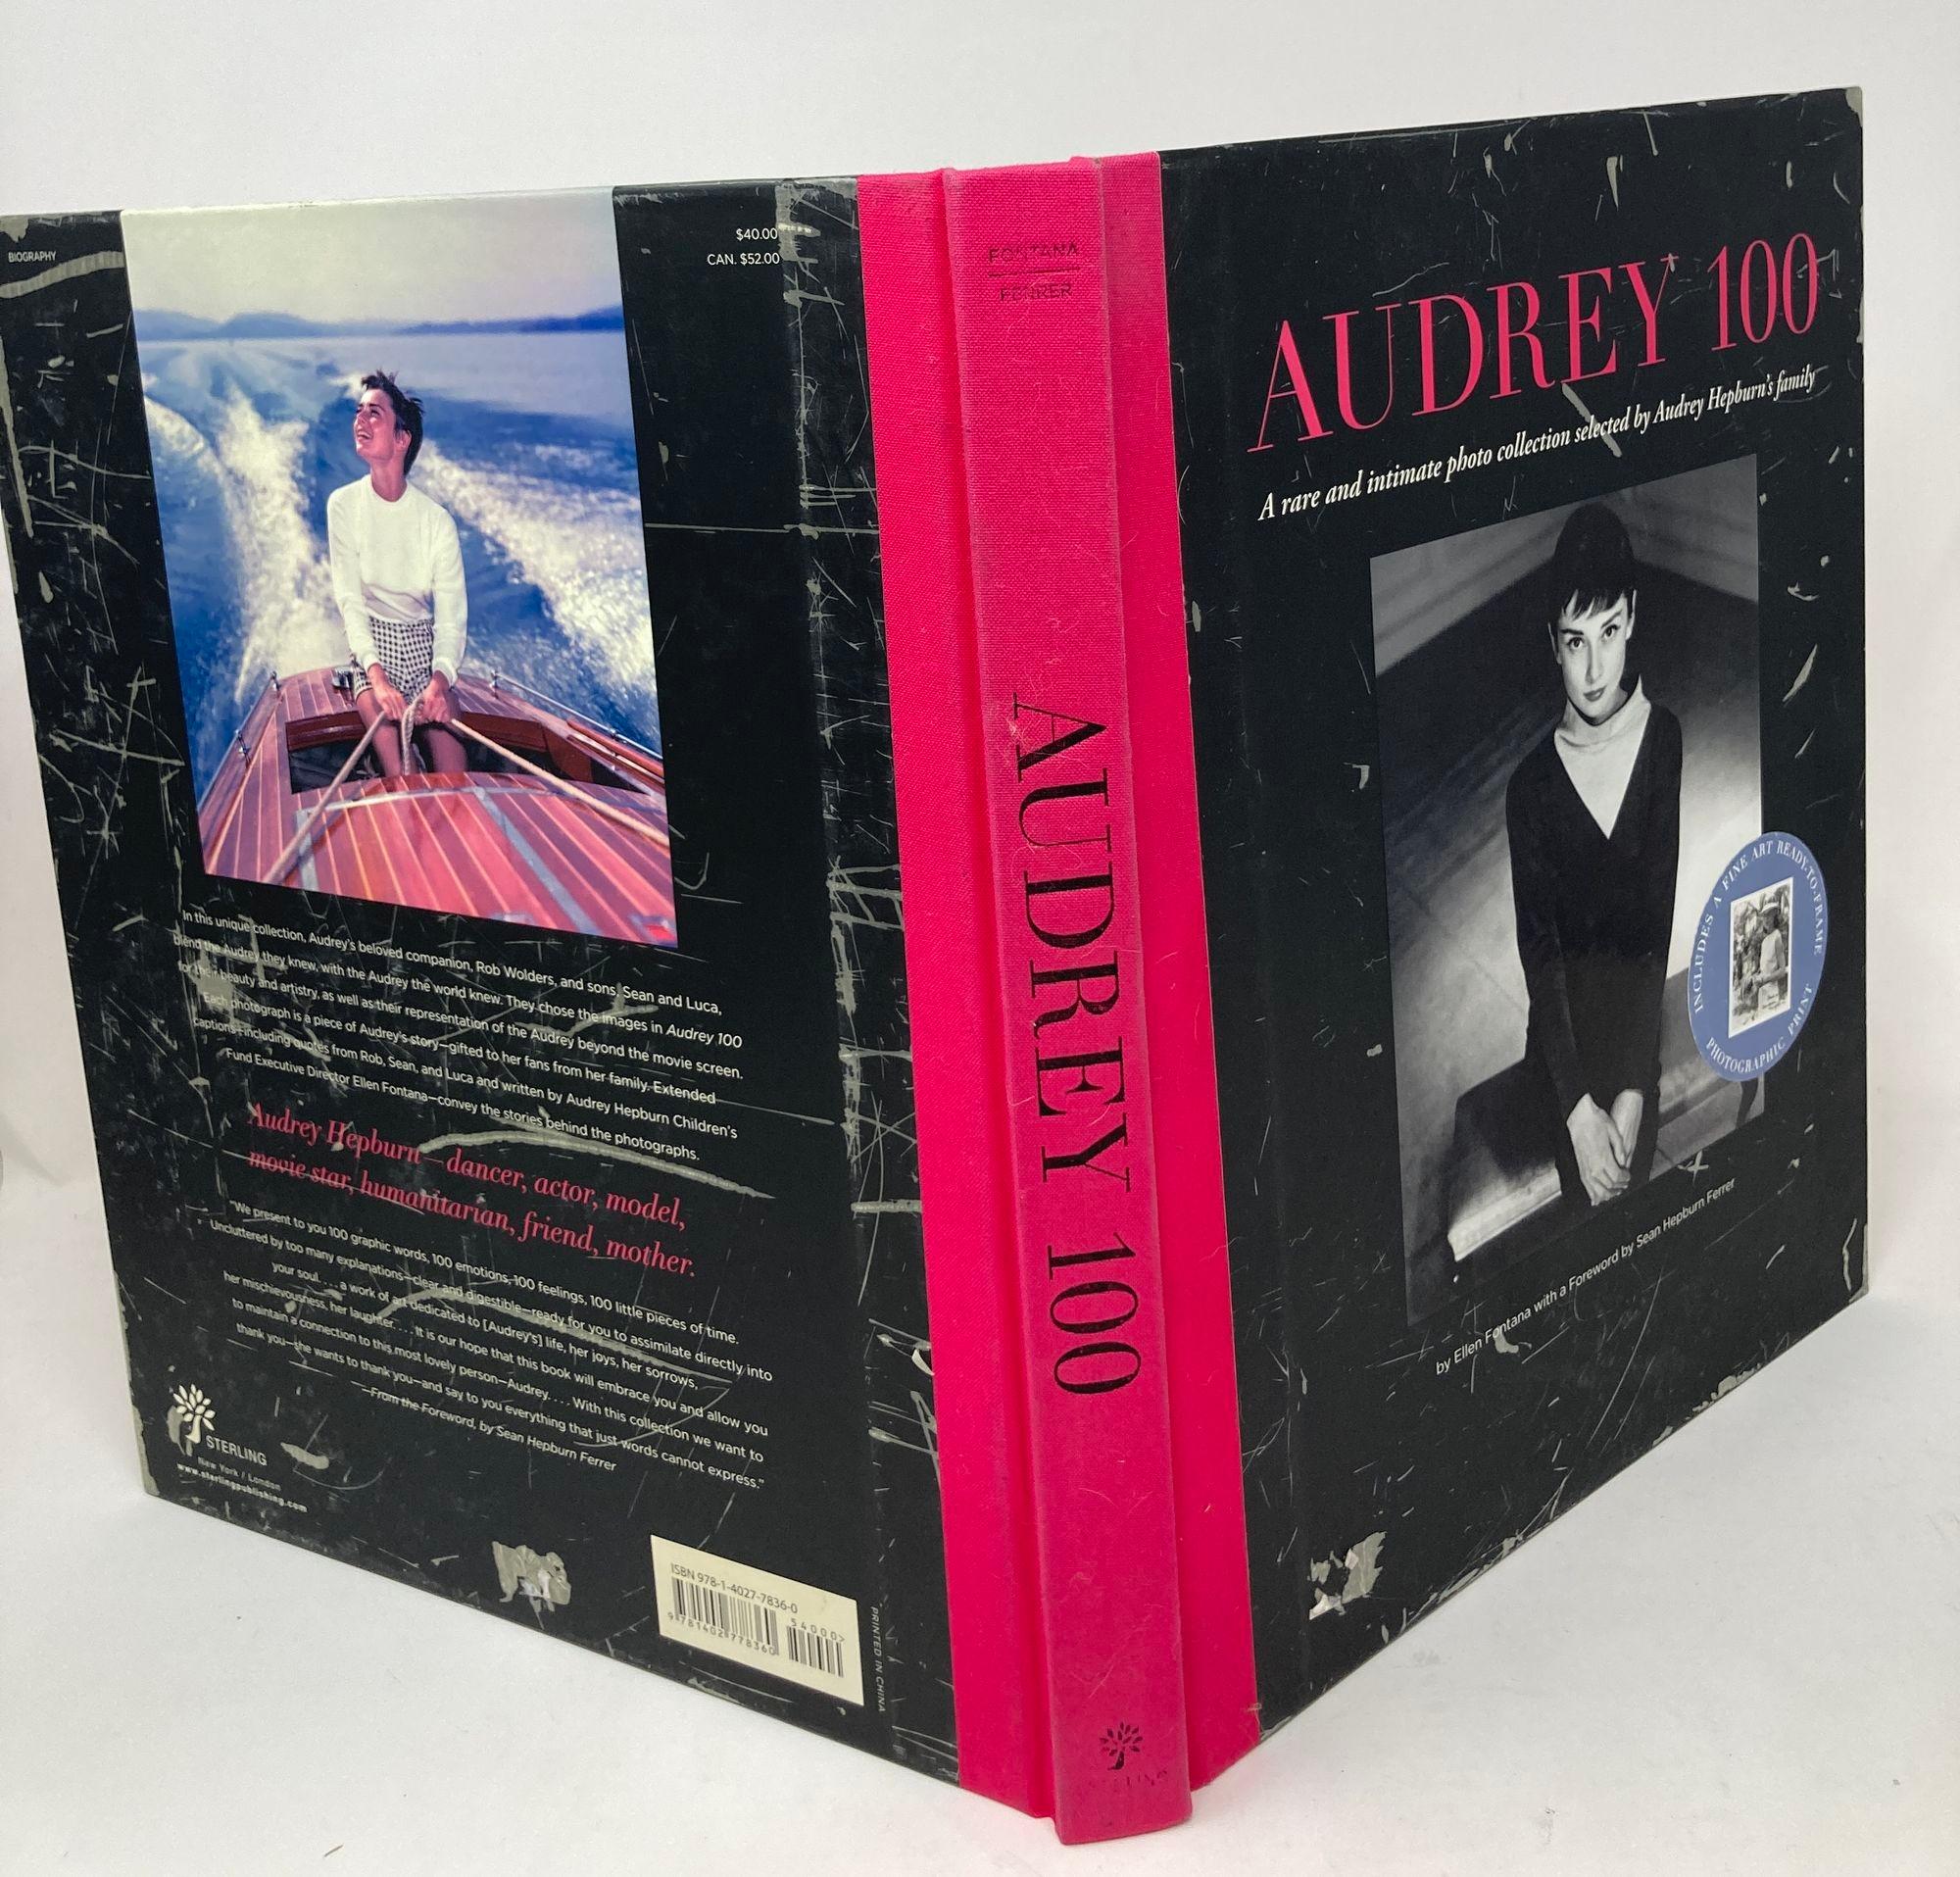 BIOGRAPHY
$40.00
CAN. $52.00
In this unique collection, Audrey's beloved companion, Rob Wolders, and sons, Sean and Luca,
blend the Audrey they knew, with the Audrey the world knew. They chose the images in Audrey 100
for their beauty and artistry, as well as their representation of the Audrey beyond the movie screen.
Each photograph is a piece of Audrey's story—gifted to her fans from her family. Extended
captions—including quotes from Rob, Sean, and Luca and written by Audrey Hepburn Children's
Fund Executive Director Ellen Fontana—convey the stories behind the photographs.
Audrey Hepburn—dancer, actor, model,
movie star, humanitarian, friend, mother.
"We present to you 100 graphic words, 100 emotions, 100 feelings, 100 little pieces of time.
Uncluttered by too many explanations—clear and digestible—ready for you to assimilate directly into
your soul. . . . a work of art dedicated to [Audrey's] life, her joys, her sorrows,
her mischievousness, her laughter. . . . It is our hope that this book will embrace you and allow you
to maintain a connection to this most lovely person—Audrey. . . . With this collection we want to
thank you—she wants to thank you—and say to you everything that just words cannot express."
—From the Foreword, by Sean Hepburn Ferrer
STERLING
New York / London
www.sterlingpublishing.com
ISBN 978-1-4027-7836-0
54000>
9781402778360
PRINTED IN CHINA
FONTANA
FERRER
AUDREY 100
STERLING
AUDREY 100
A rare and intimate photo collection selected by Audrey Hepburn's family
INCLUDES A FINE ART READY-TO-FRAME
PHOTOGRAPHIC PRINT
by Ellen Fontana with a Foreword by Sean Hepburn Ferrer